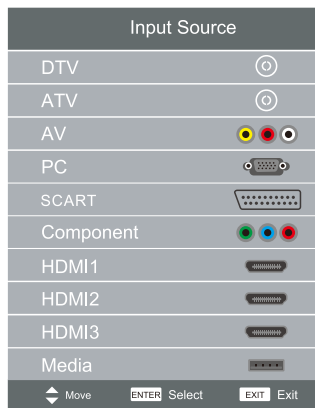 Input Source
DTV
ATV
AV
PC
SCART
Component
HDMI1
HDMI2
HDMI3
Media
Move ENTER Select EXIT Exit